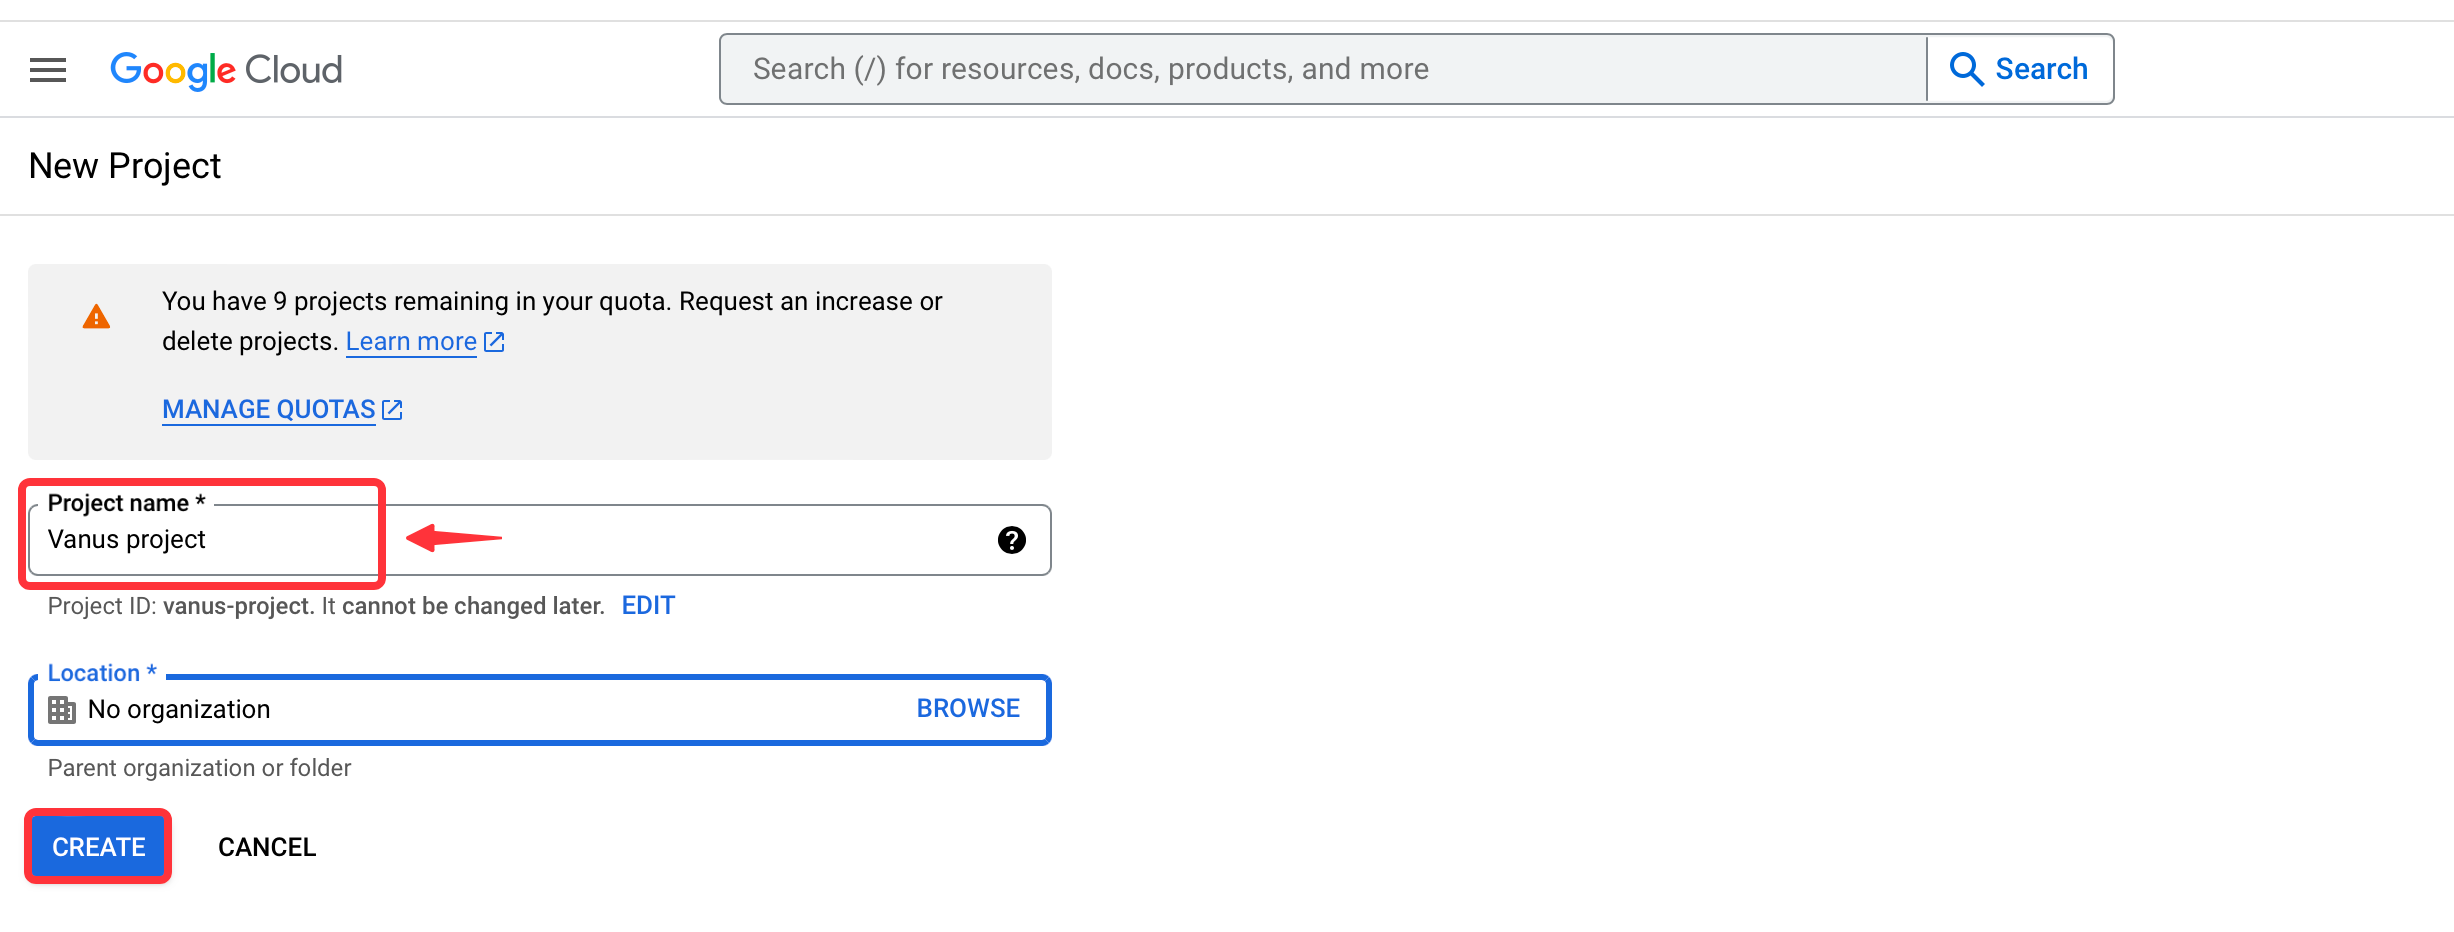 Google Cloud
Search (/) for resources, docs, products, and more
Search
New Project
You have 9 projects remaining in your quota. Request an increase or
delete projects. Learn more
MANAGE QUOTAS
Project name *
Vanus project
Project ID: vanus-project. It cannot be changed later. EDIT
Location *
No organization
BROWSE
Parent organization or folder
CREATE
CANCEL